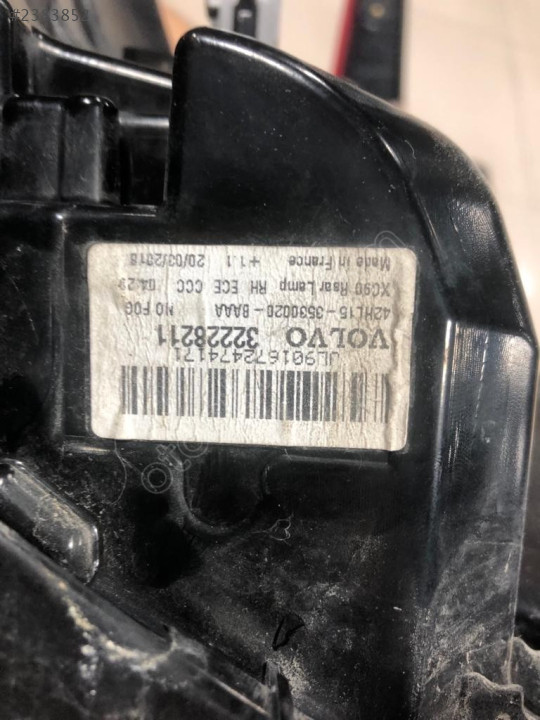 JL901672474171
VOLVO 32228211
42HL15-3530020-BAAA NO FOG
XC90 Rear Lamp RH ECE CCC 04:29
Made in France +1.1 20/03/2018